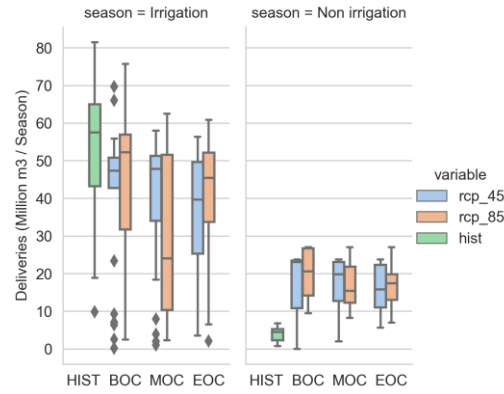 season = Irrigation
season = Non irrigation
Deliveries (Million m3 / Season)
80
70
60
50
40
30
20
10
0
HIST BOC MOC EOC
HIST BOC MOC EOC
variable
rcp_45
rcp_85
hist